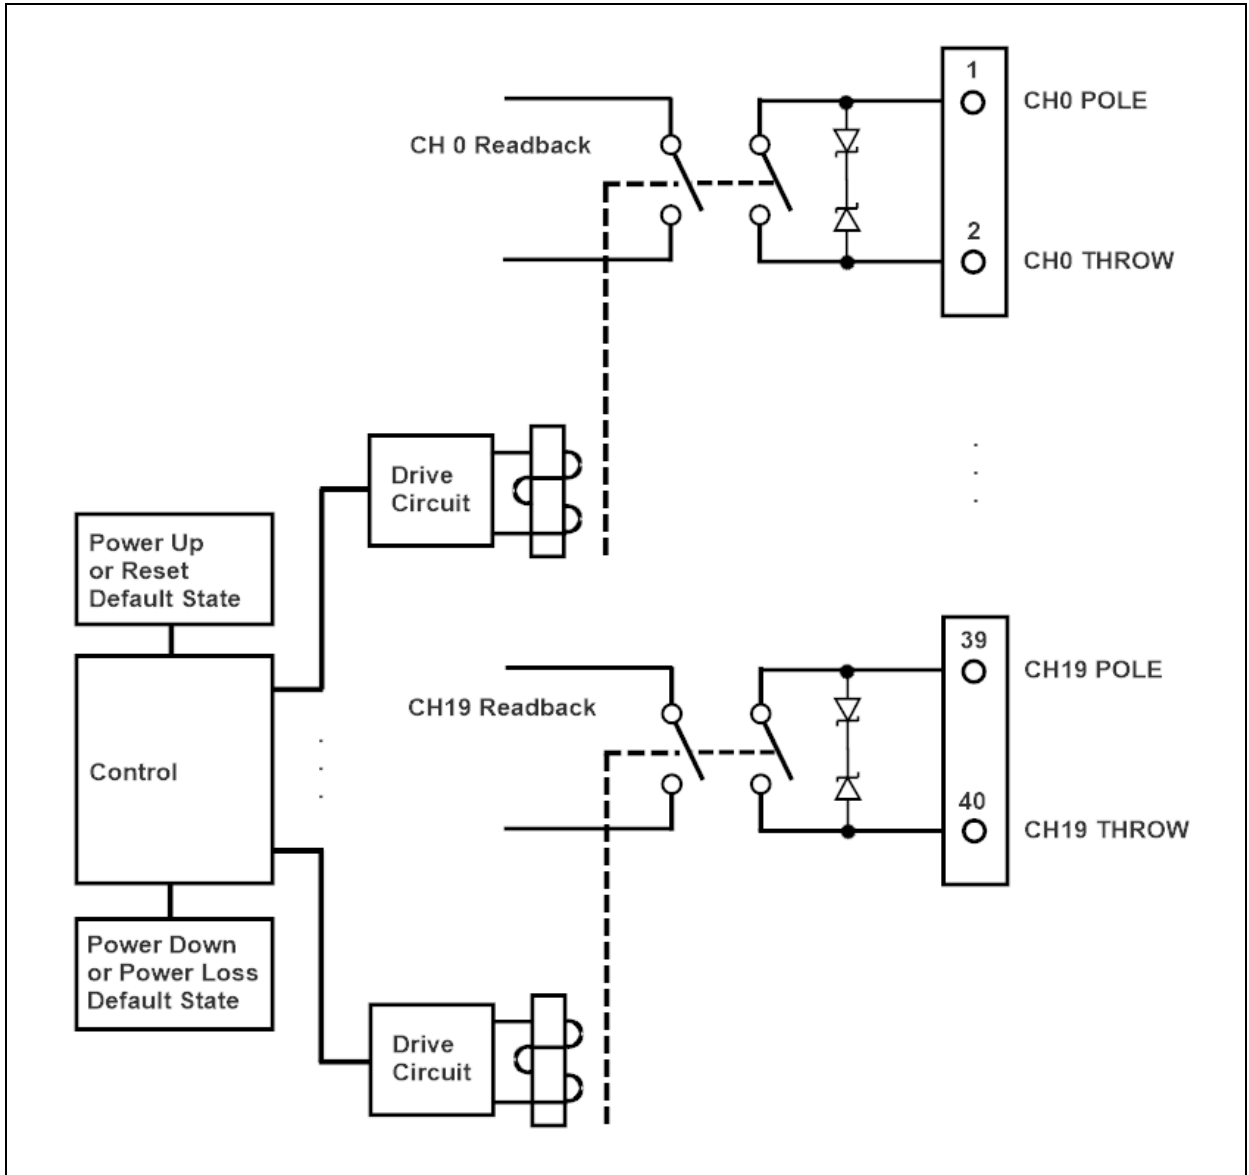 1
CH0 POLE
CH 0 Readback
2
CH0 THROW
Drive
Circuit
Power Up
or Reset
Default State
39
CH19 POLE
CH19 Readback
Control
40
CH19 THROW
Power Down
or Power Loss
Default State
Drive
Circuit